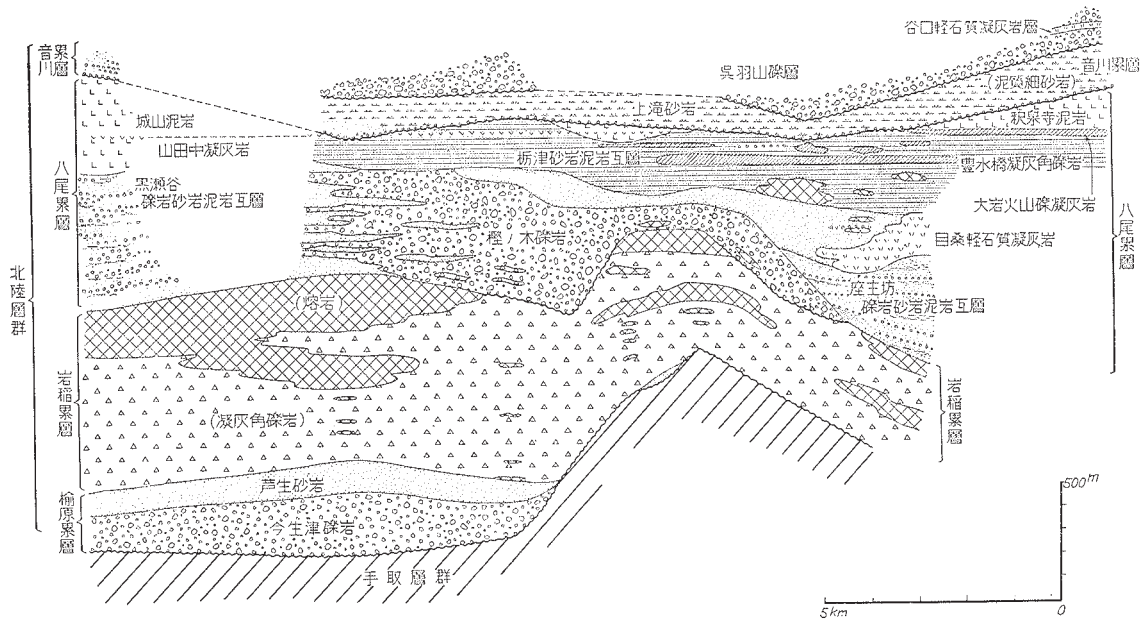 谷口軽石質凝灰岩層
音川累層
呉羽山礫層
音川累層
(泥質細砂岩)
上滝砂岩
釈泉寺泥岩
城山泥岩
山田中凝灰岩
栃津砂岩泥岩互層
豊水橋凝灰角礫岩
八尾累層
黒瀬谷
礫岩砂岩泥岩互層
大岩火山礫凝灰岩
八尾累層
樫ノ木礫岩
目桑軽石質凝灰岩
北陸層群
座主坊
礫岩砂岩泥岩互層
(熔岩)
岩稲累層
岩稲累層
(凝灰角礫岩)
芦生砂岩
楡原累層
今生津礫岩
手取層群
500m
5km
0